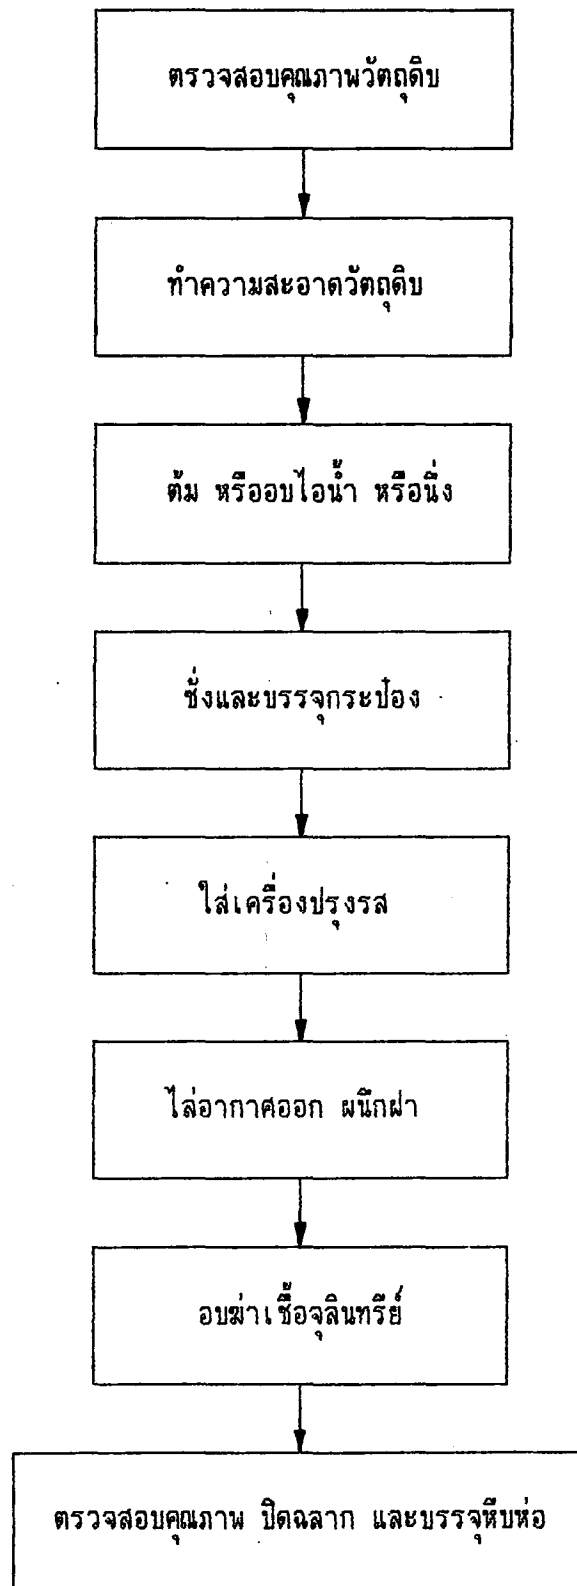 ตรวจสอบคุณภาพวัตถุดิบ
ทำความสะอาดวัตถุดิบ
ต้ม หรืออบไอน้ำ หรือนึ่ง
ชั่งและบรรจุกระป๋อง
ใส่เครื่องปรุงรส
ไล่อากาศออก ผนึกฝา
อบฆ่าเชื้อจุลินทรีย์
ตรวจสอบคุณภาพ ปิดฉลาก และบรรจุหีบห่อ